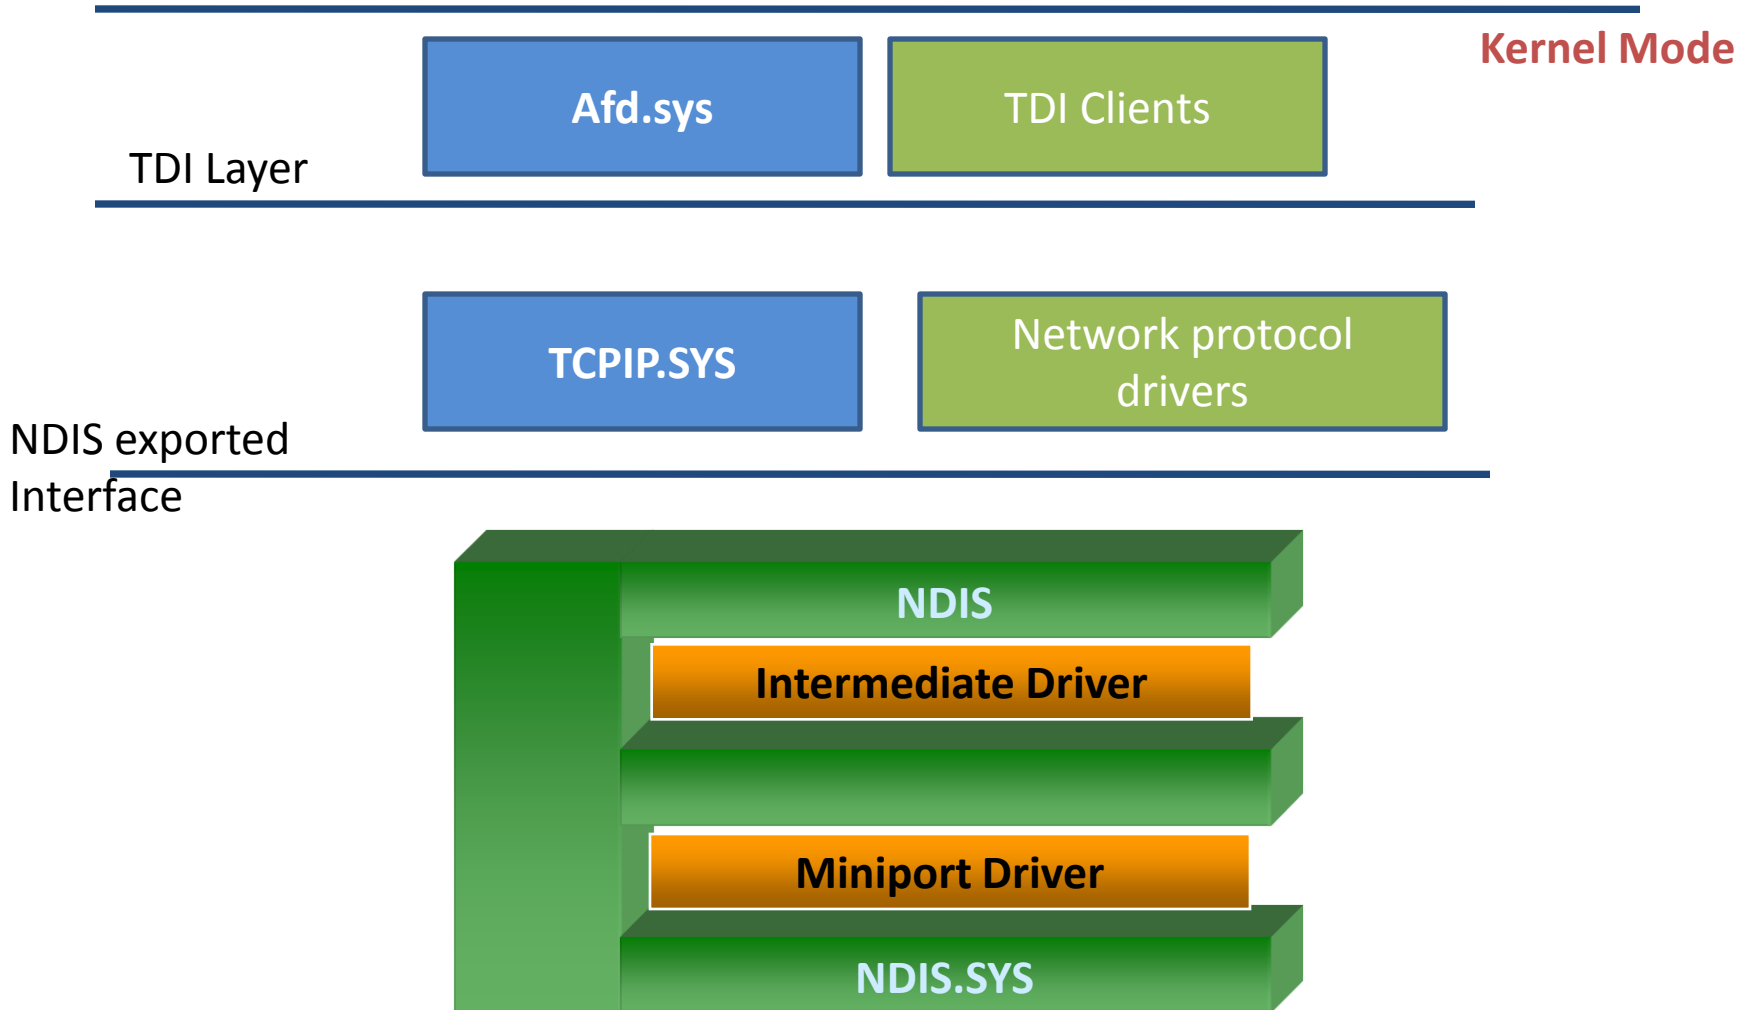 Kernel Mode
Afd.sys
TDI Clients
TDI Layer
TCPIP.SYS
Network protocol
drivers
NDIS exported
Interface
NDIS
Intermediate Driver
Miniport Driver
NDIS.SYS